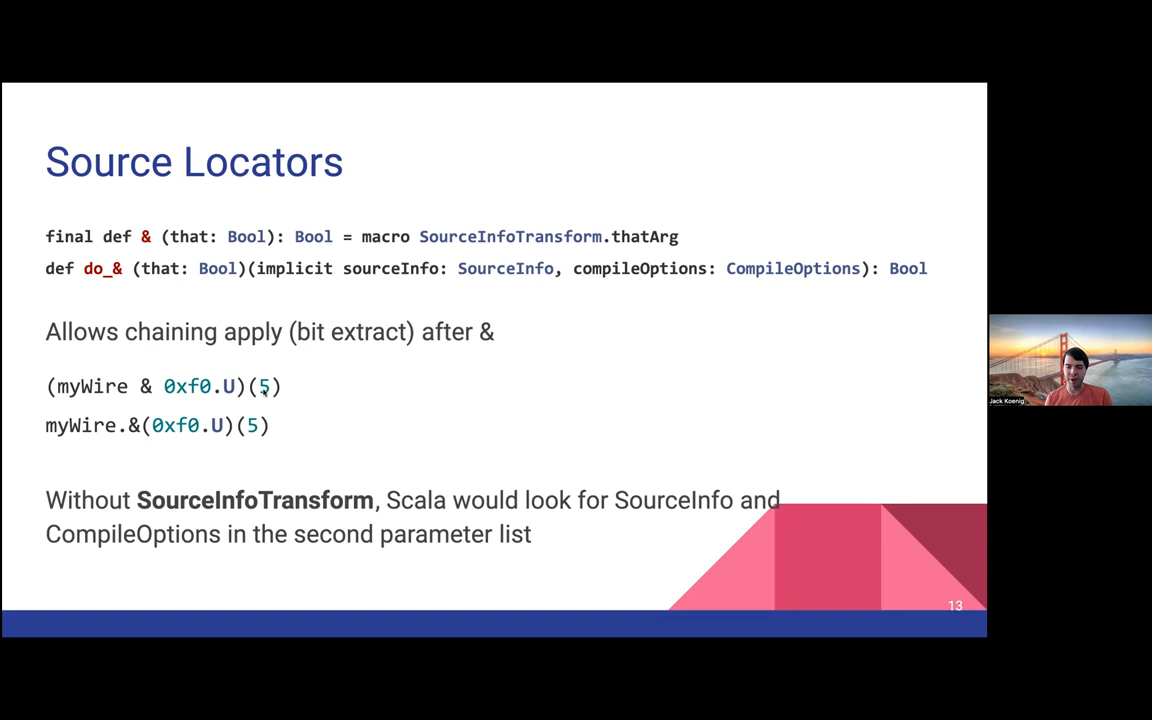 Source Locators
final def & (that: Bool): Bool = macro SourceInfoTransform.thatArg
def do_& (that: Bool)(implicit sourceInfo: SourceInfo, compileOptions: CompileOptions): Bool
Allows chaining apply (bit extract) after &
(myWire & 0xf0.U)(5)
myWire.&(0xf0.U)(5)
Without SourceInfoTransform, Scala would look for SourceInfo and
CompileOptions in the second parameter list
13
Jack Koenig